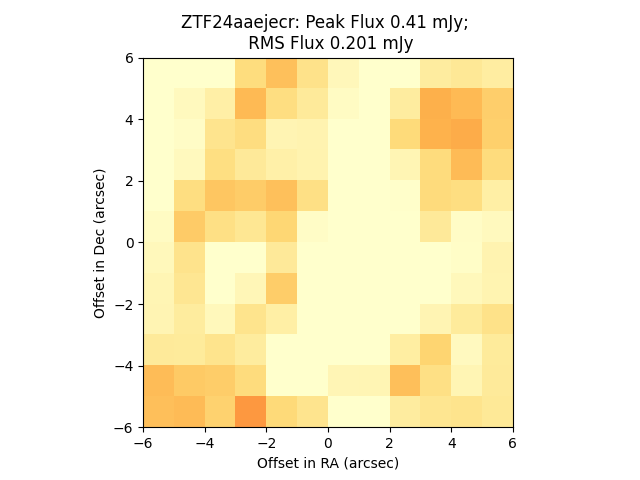 ZTF24aaejecr: Peak Flux 0.41 mJy;
RMS Flux 0.201 mJy
6
4
2
0
−2
−4
−6
Offset in Dec (arcsec)
−6 −4 −2 0 2 4 6
Offset in RA (arcsec)